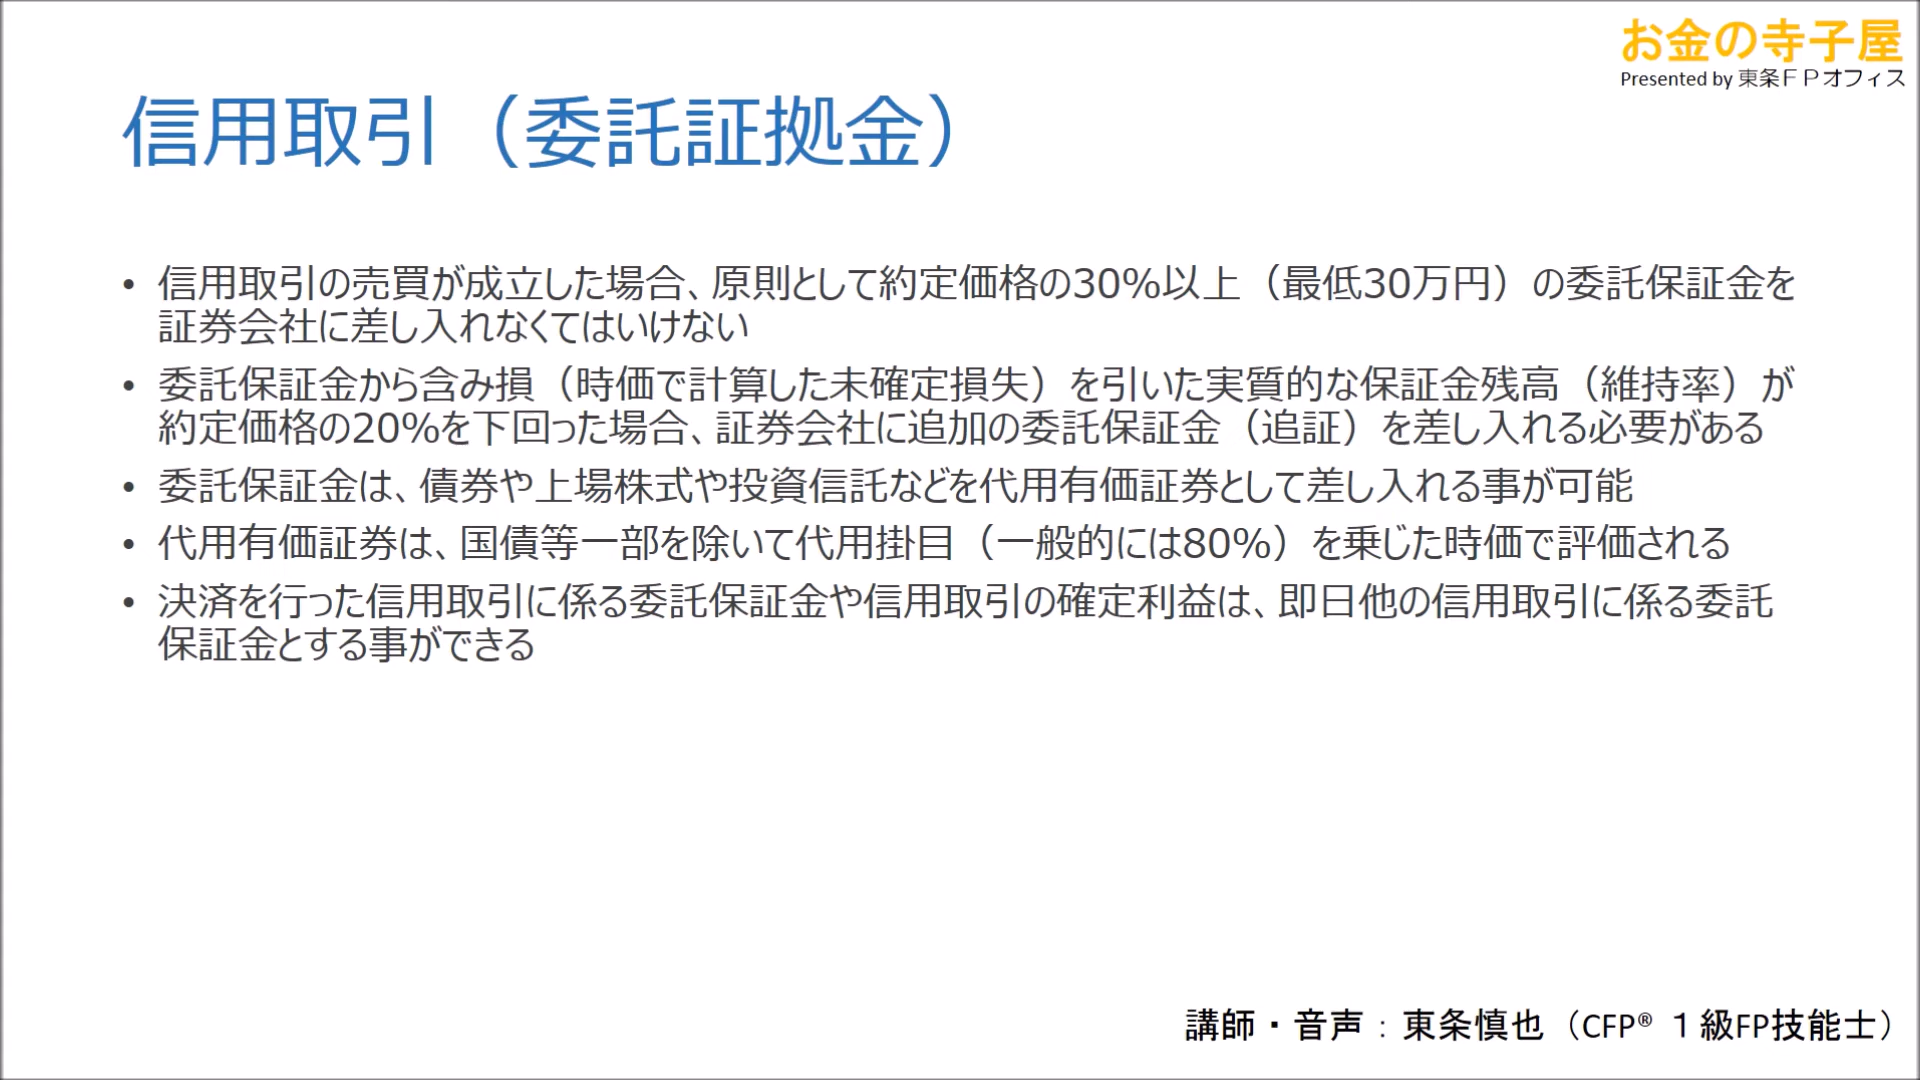 お金の寺子屋
Presented by 東条ＦＰオフィス
信用取引（委託証拠金）
• 信用取引の売買が成立した場合、原則として約定価格の30%以上（最低30万円）の委託保証金を
証券会社に差し入れなくてはいけない
• 委託保証金から含み損（時価で計算した未確定損失）を引いた実質的な保証金残高（維持率）が
約定価格の20%を下回った場合、証券会社に追加の委託保証金（追証）を差し入れる必要がある
• 委託保証金は、債券や上場株式や投資信託などを代用有価証券として差し入れる事が可能
• 代用有価証券は、国債等一部を除いて代用掛目（一般的には80%）を乗じた時価で評価される
• 決済を行った信用取引に係る委託保証金や信用取引の確定利益は、即日他の信用取引に係る委託
保証金とする事ができる
講師・音声：東条慎也（CFP® １級FP技能士）